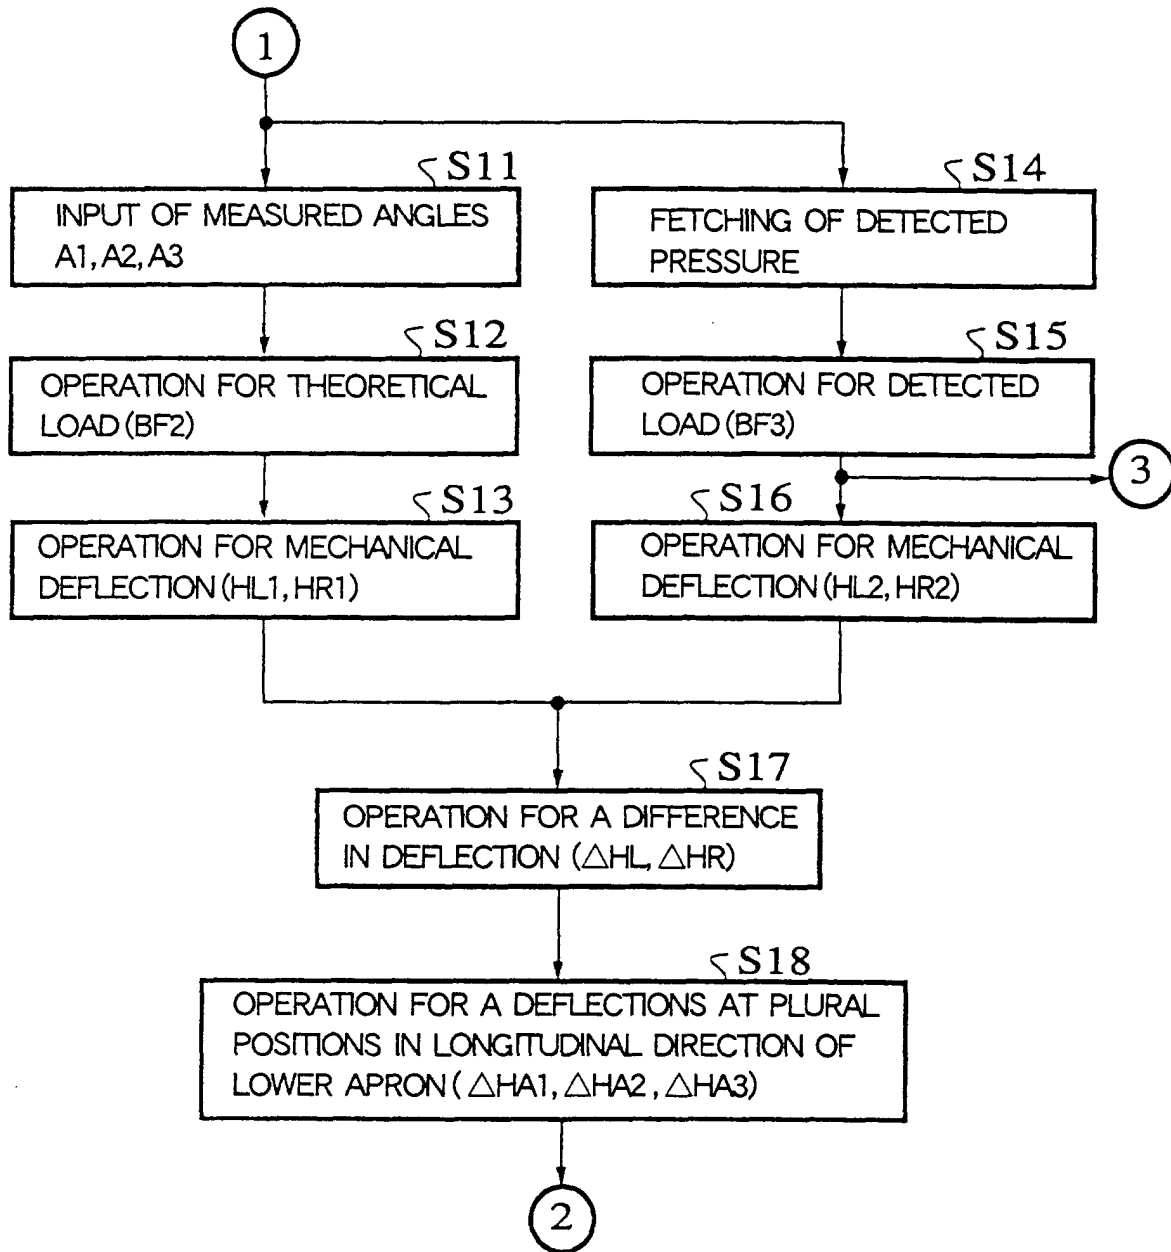 1
S11
INPUT OF MEASURED ANGLES
A1, A2, A3
S14
FETCHING OF DETECTED
PRESSURE
S12
OPERATION FOR THEORETICAL
LOAD (BF2)
S15
OPERATION FOR DETECTED
LOAD (BF3)
3
S13
OPERATION FOR MECHANICAL
DEFLECTION (HL1, HR1)
S16
OPERATION FOR MECHANICAL
DEFLECTION (HL2, HR2)
S17
OPERATION FOR A DIFFERENCE
IN DEFLECTION (△HL, △HR)
S18
OPERATION FOR A DEFLECTIONS AT PLURAL
POSITIONS IN LONGITUDINAL DIRECTION OF
LOWER APRON (△HA1, △HA2, △HA3)
2